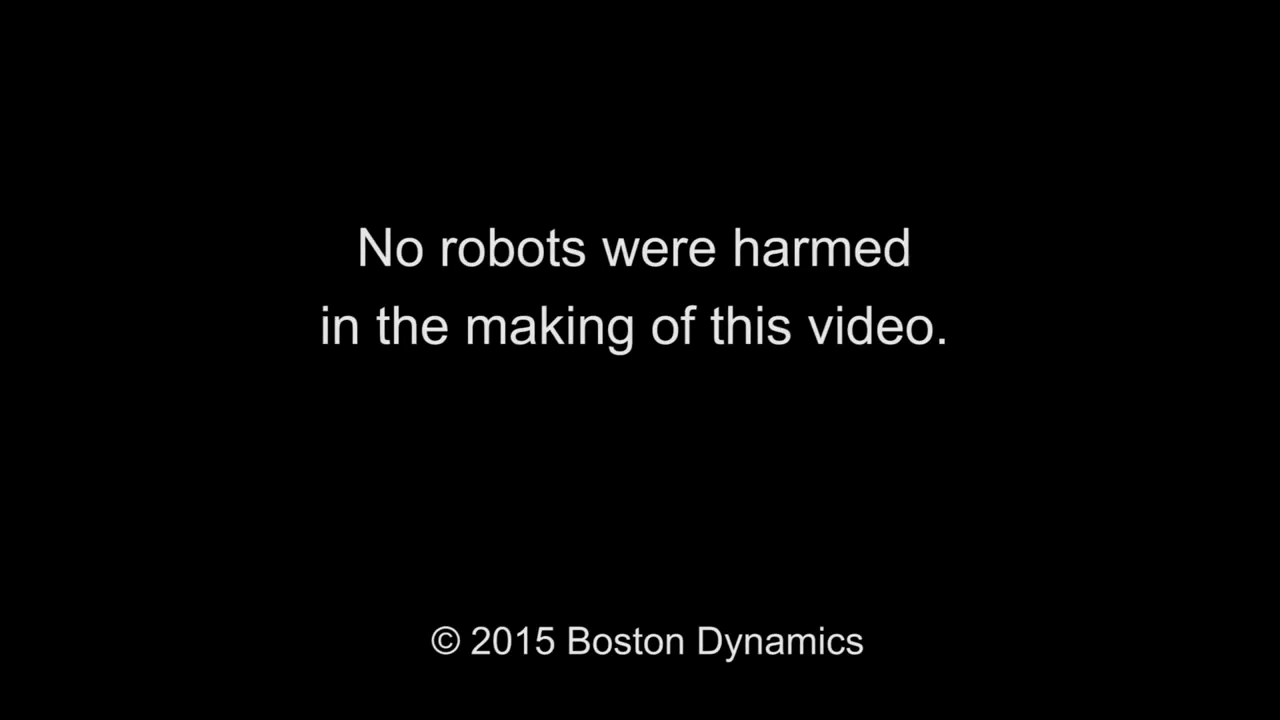 No robots were harmed
in the making of this video.
© 2015 Boston Dynamics